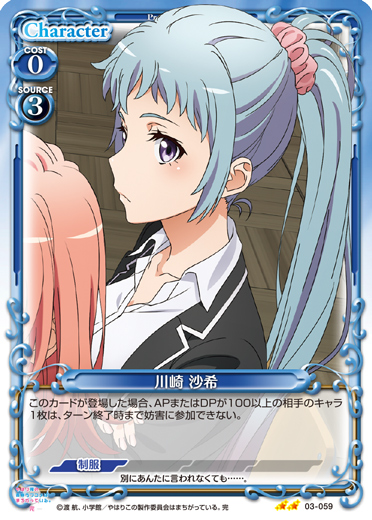 Character
COST
0
SOURCE
3
川崎 沙希
このカードが登場した場合、APまたはDPが100以上の相手のキャラ
1枚は、ターン終了時まで妨害に参加できない。
制服
別にあんたに言われなくても……。
©渡 航、小学館／やはりこの製作委員会はまちがっている。完
03-059